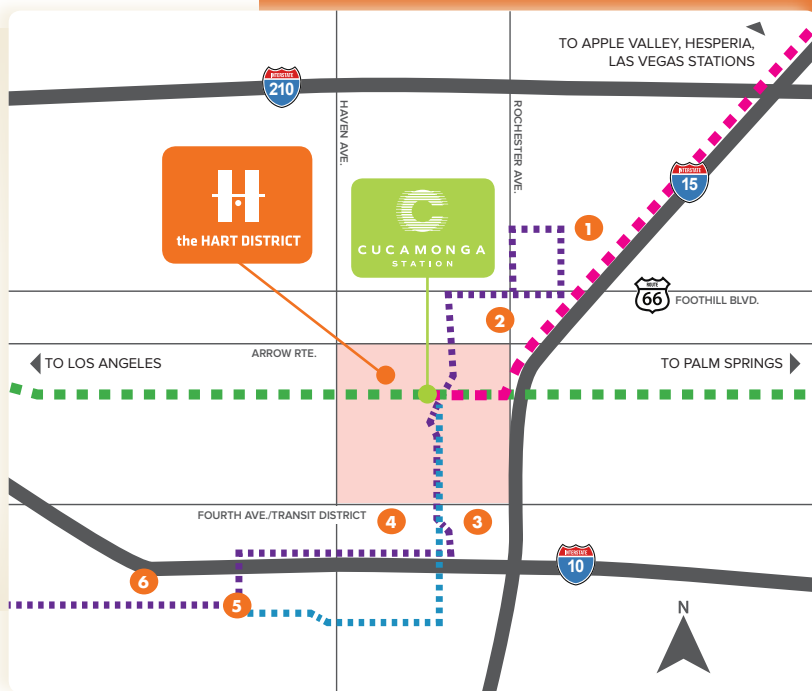 TO APPLE VALLEY, HESPERIA,
LAS VEGAS STATIONS
INTERSTATE
210
HAVEN AVE.
ROCHESTER AVE.
INTERSTATE
15
H
the HART DISTRICT
C
CUCAMONGA
STATION
1
ROUTE
66
FOOTHILL BLVD.
2
ARROW RTE.
TO LOS ANGELES
TO PALM SPRINGS
FOURTH AVE./TRANSIT DISTRICT
4
3
INTERSTATE
10
6
5
N